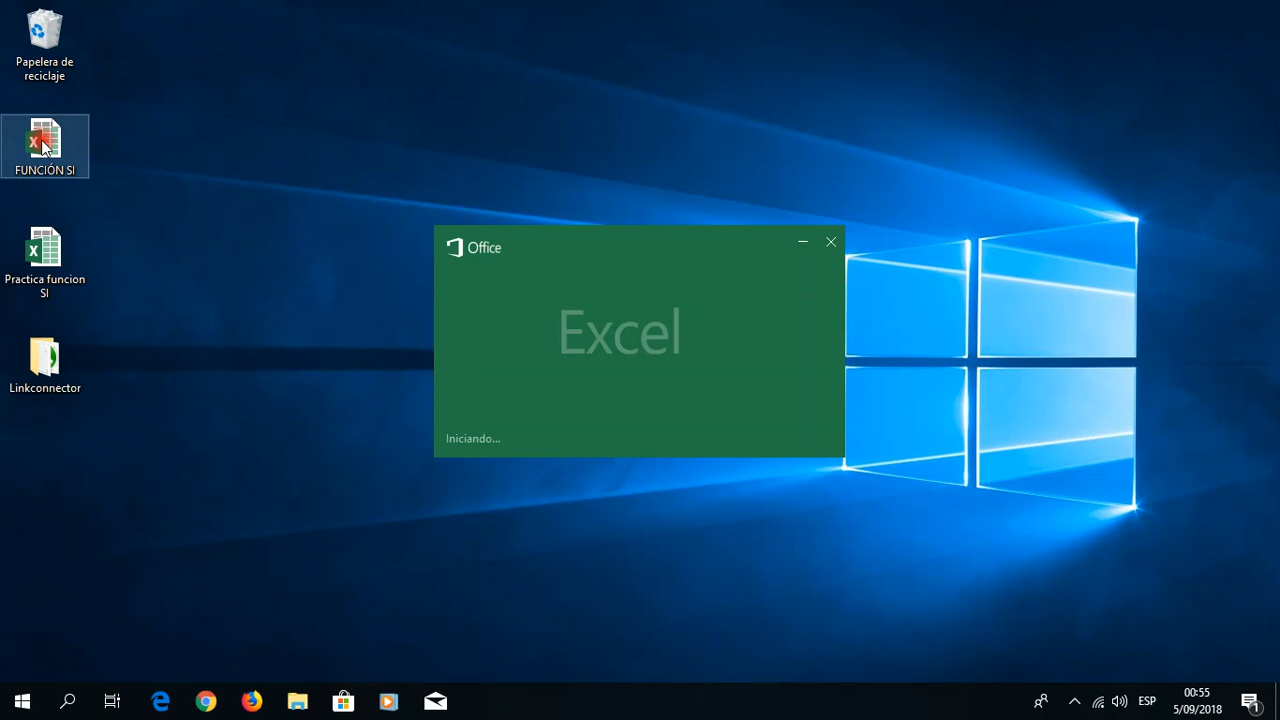 Papelera de
reciclaje
FUNCIÓN SI
Practica funcion
SI
Linkconnector
Office
Excel
Iniciando...
ESP
00:55
5/09/2018
1